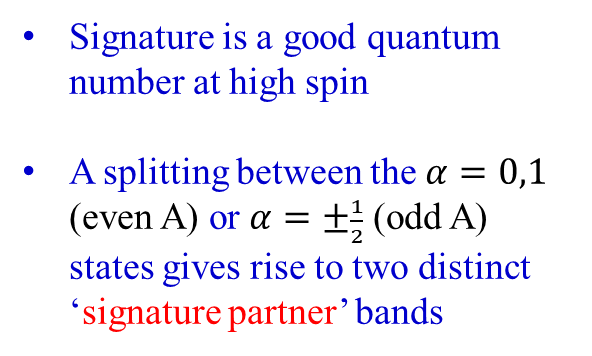 • Signature is a good quantum
number at high spin
• A splitting between the α = 0,1
(even A) or α = ±½ (odd A)
states gives rise to two distinct
‘signature partner’ bands